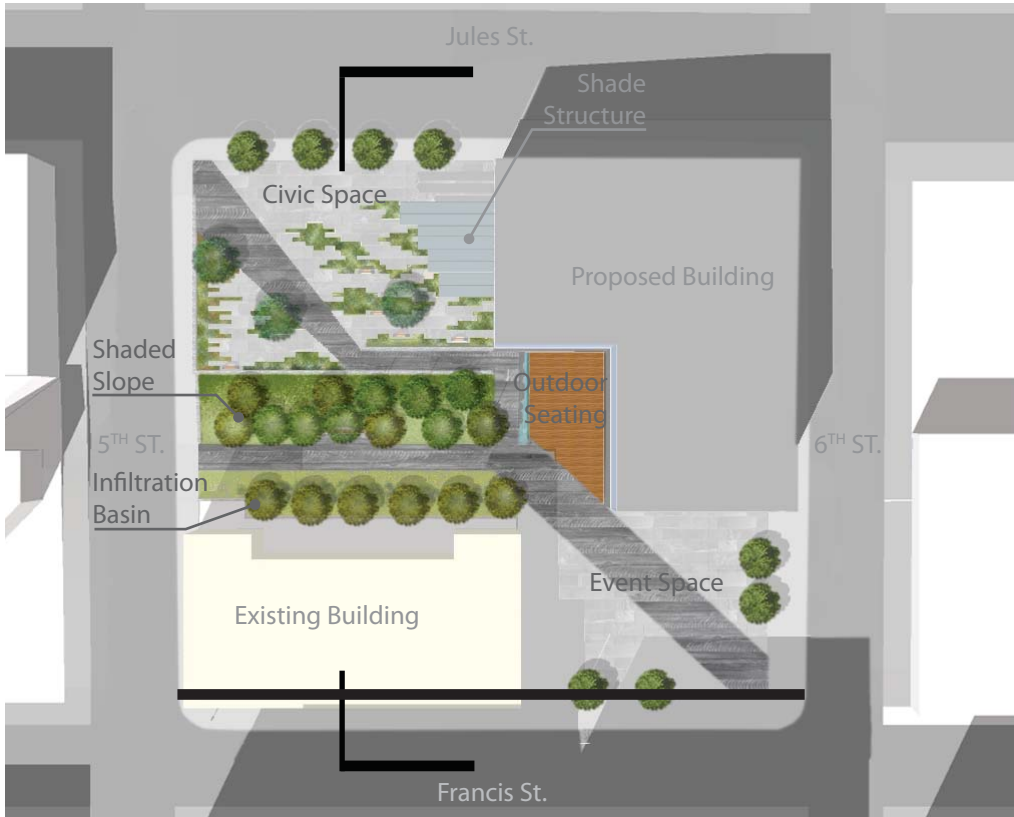 Jules St.
Shade
Structure
Civic Space
Proposed Building
Shaded
Slope
Outdoor
Seating
5TH ST.
6TH ST.
Infiltration
Basin
Event Space
Existing Building
Francis St.